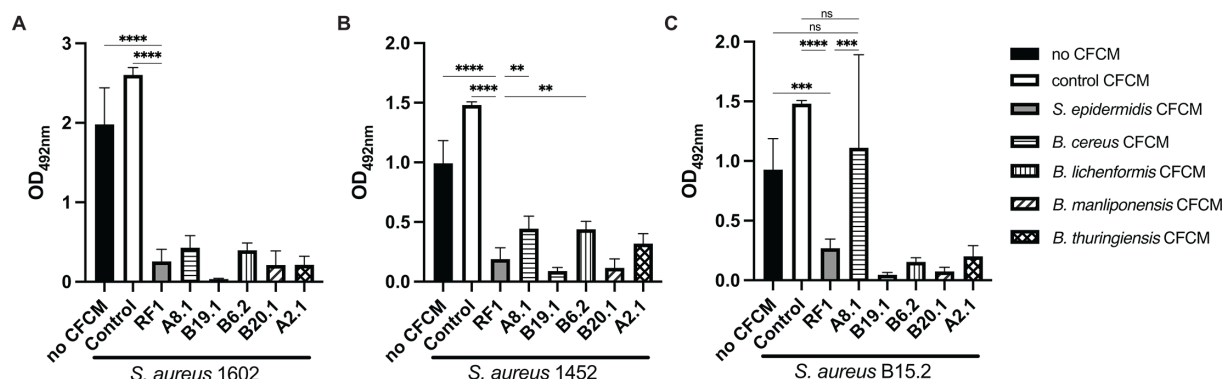 A
B
C
OD492nm
3
2
1
0
****
****
no CFCM
Control
RF1
A8.1
B19.1
B6.2
B20.1
A2.1
S. aureus 1602
OD492nm
2.0
1.5
1.0
0.5
0.0
****
**
****
**
no CFCM
Control
RF1
A8.1
B19.1
B6.2
B20.1
A2.1
S. aureus 1452
OD492nm
2.0
1.5
1.0
0.5
0.0
ns
ns
****
***
***
no CFCM
Control
RF1
A8.1
B19.1
B6.2
B20.1
A2.1
S. aureus B15.2
no CFCM
control CFCM
S. epidermidis CFCM
B. cereus CFCM
B. lichenformis CFCM
B. manliponensis CFCM
B. thuringiensis CFCM